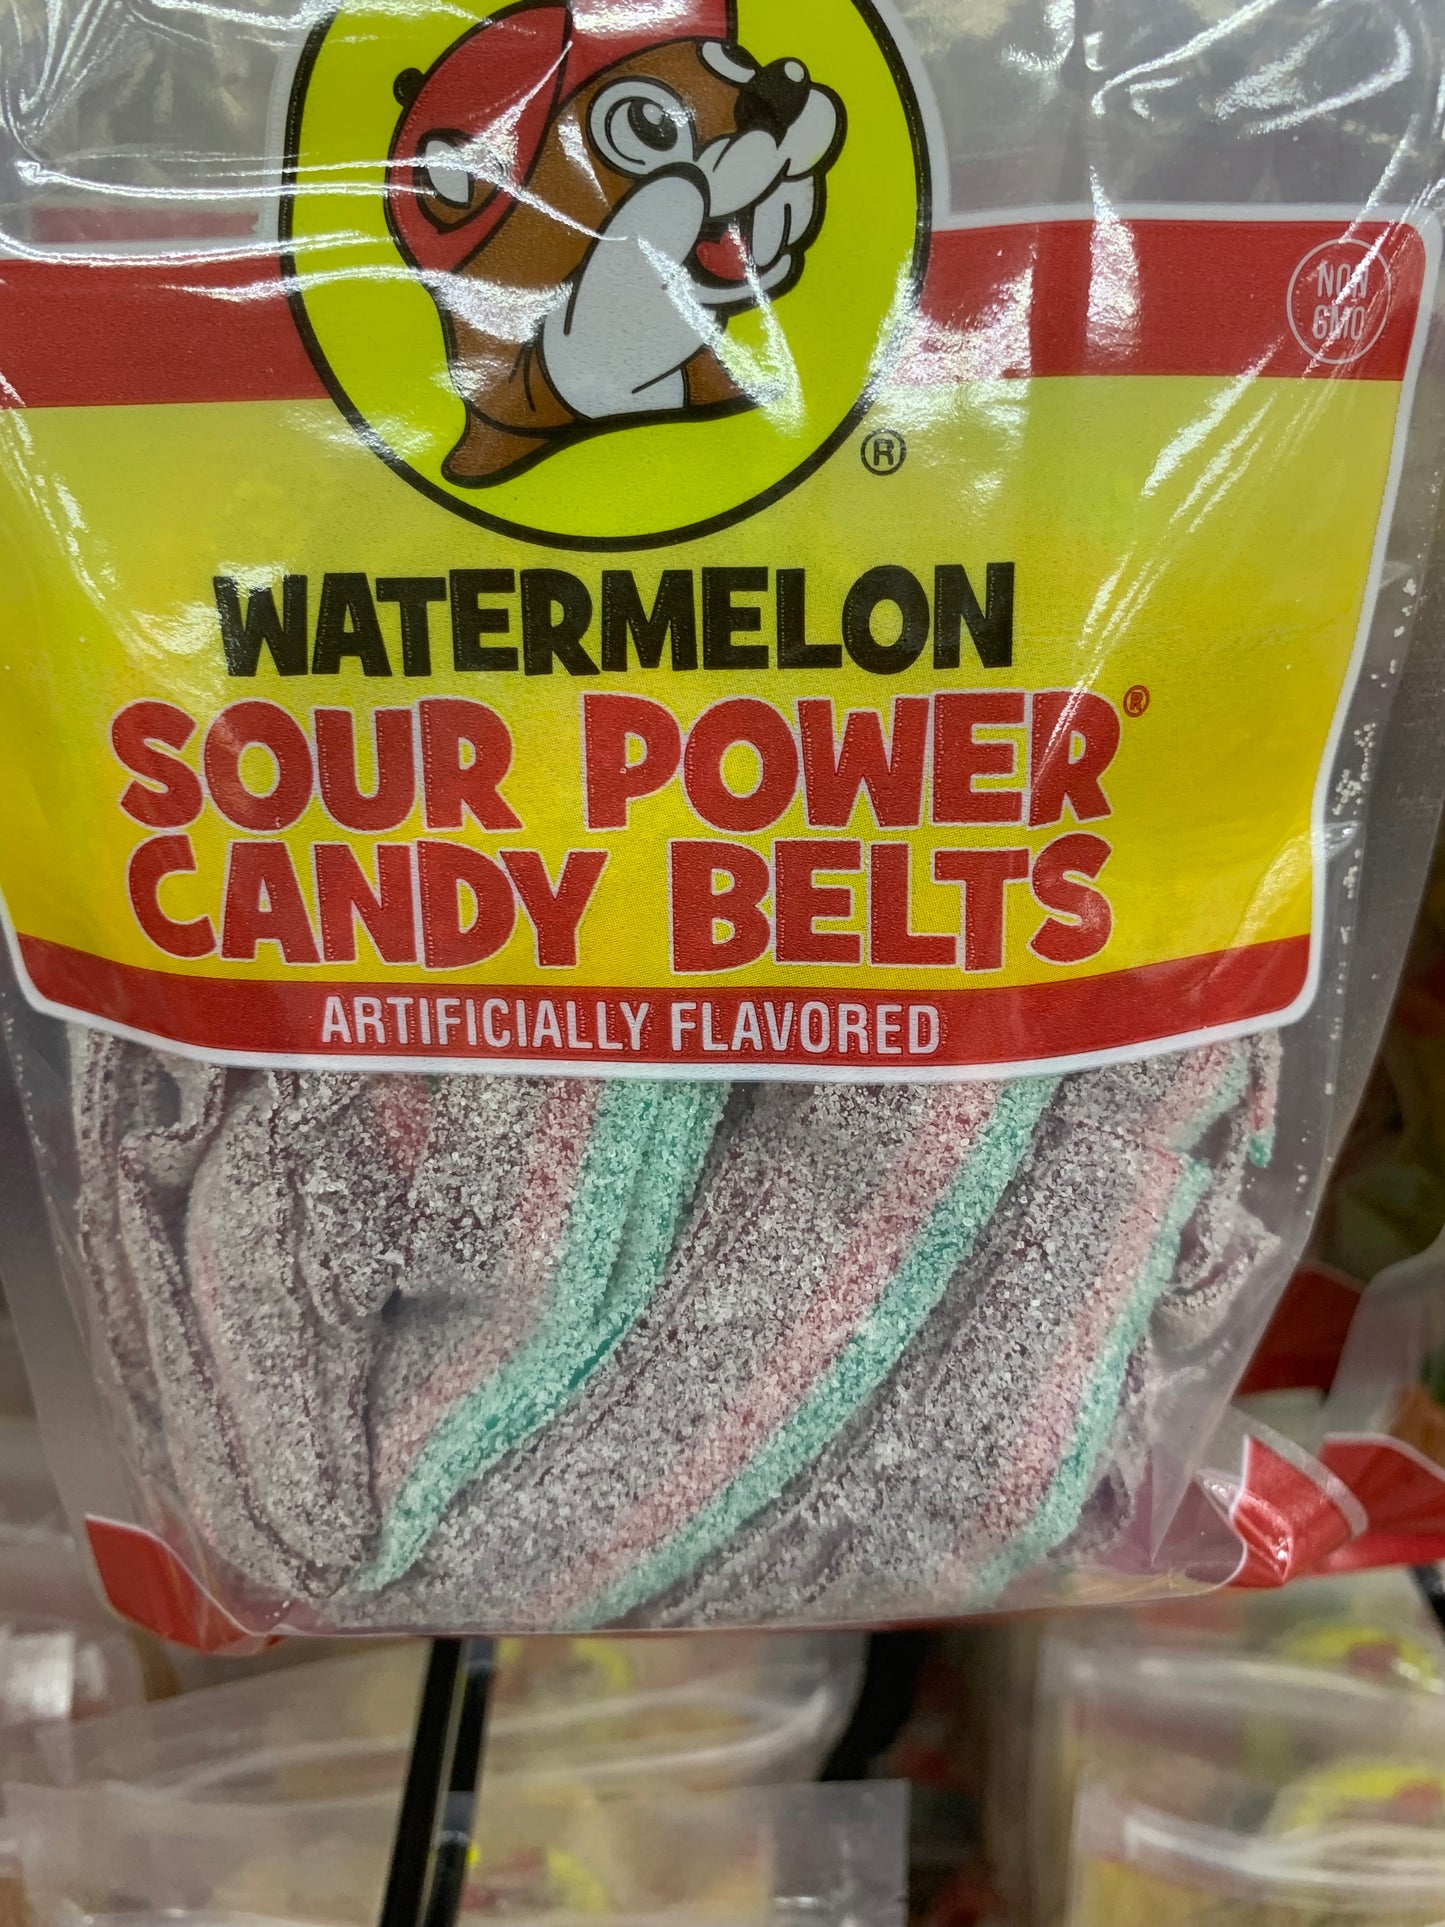 NON
GMO
®
WATERMELON
SOUR POWER®
CANDY BELTS
ARTIFICIALLY FLAVORED